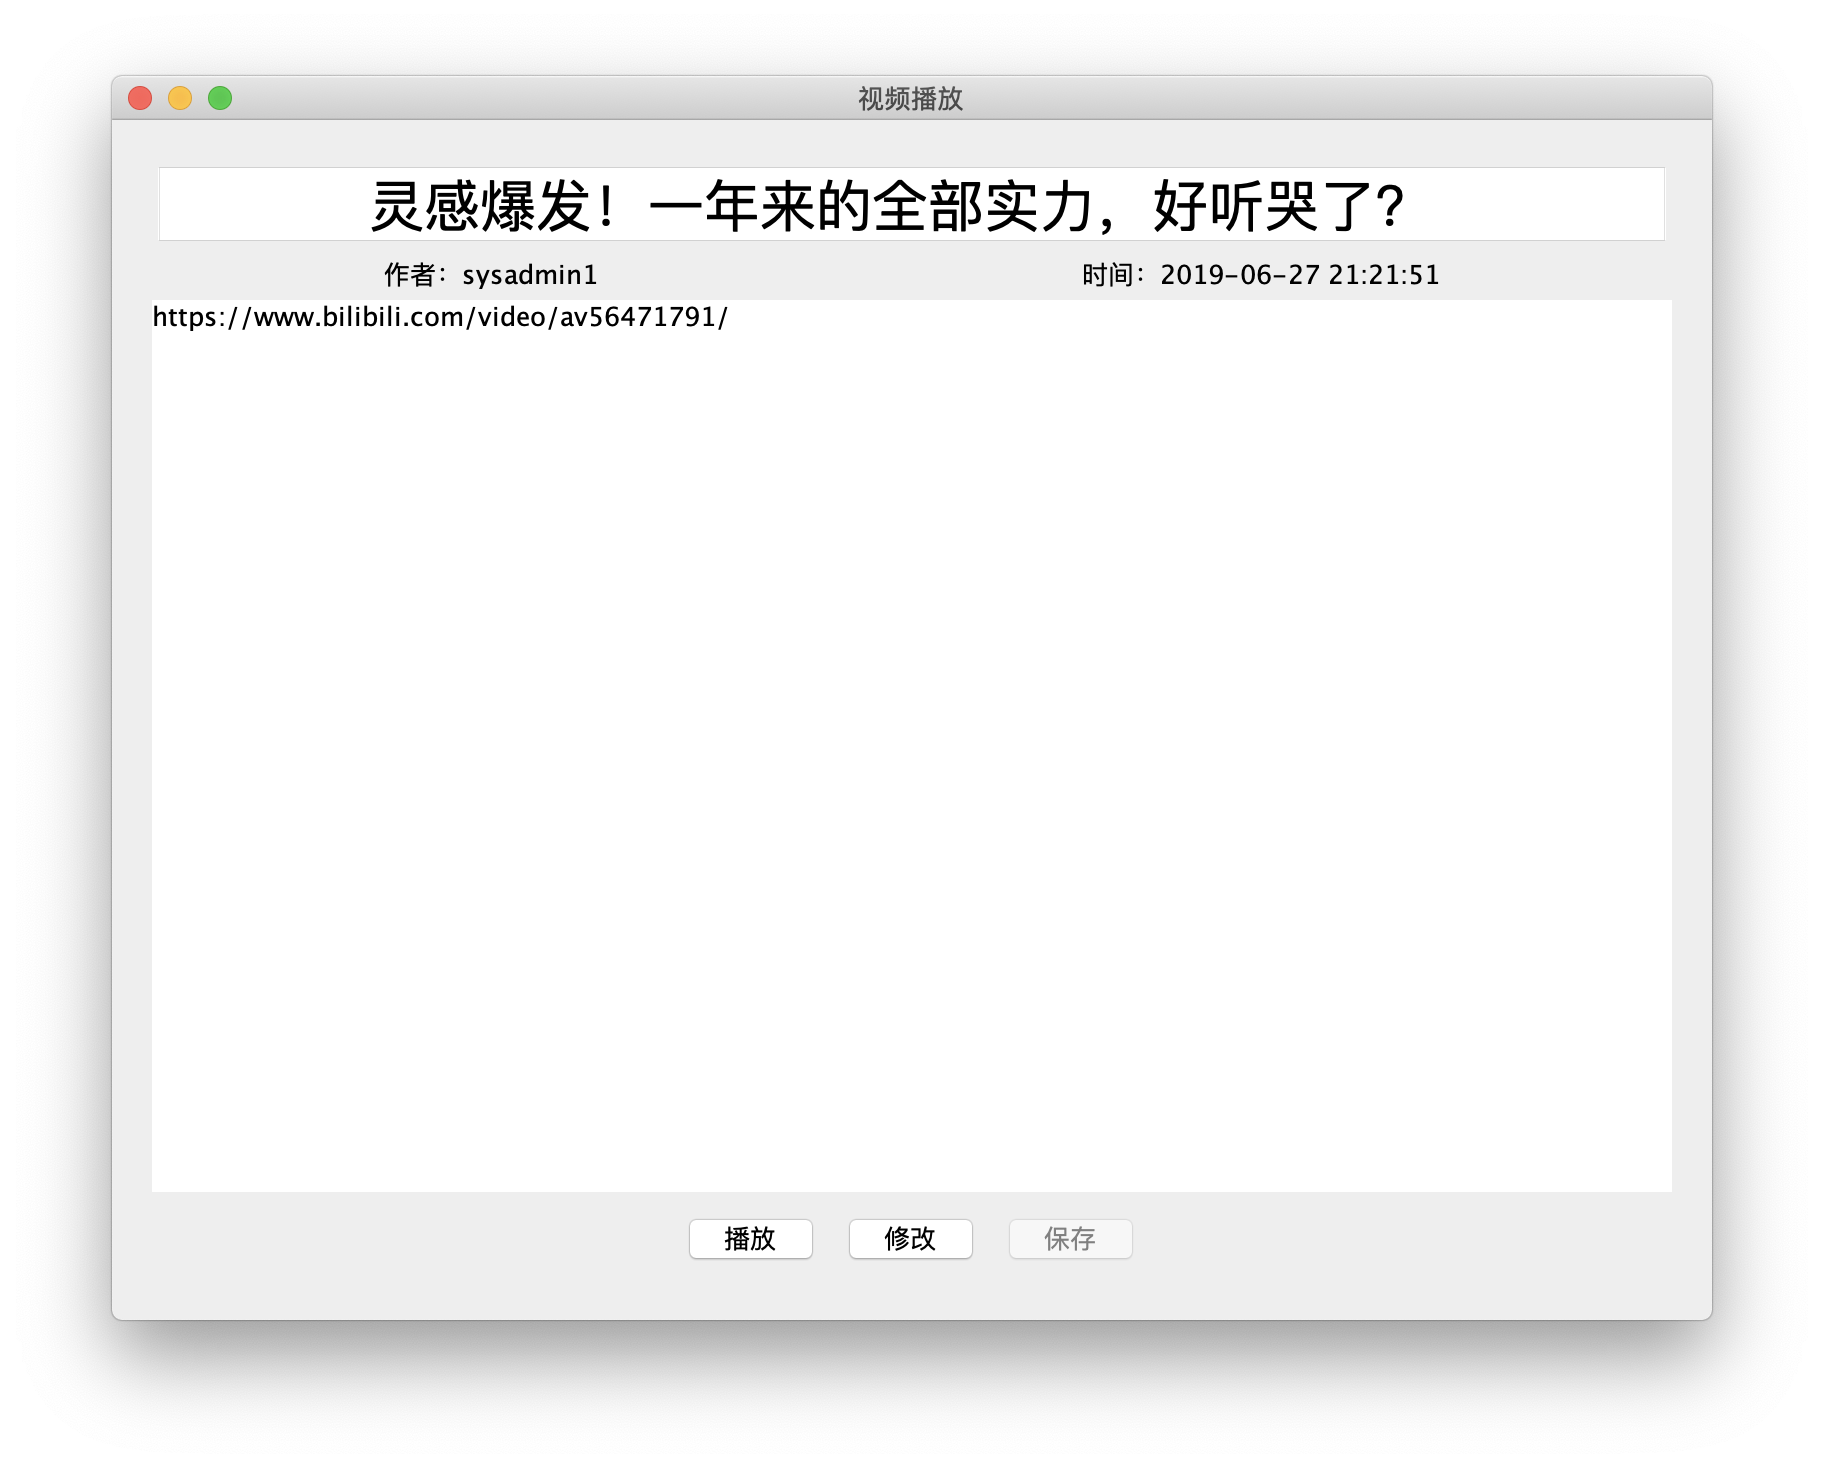 视频播放
灵感爆发！一年来的全部实力，好听哭了？
作者：sysadmin1 时间：2019-06-27 21:21:51
https://www.bilibili.com/video/av56471791/
播放 修改 保存